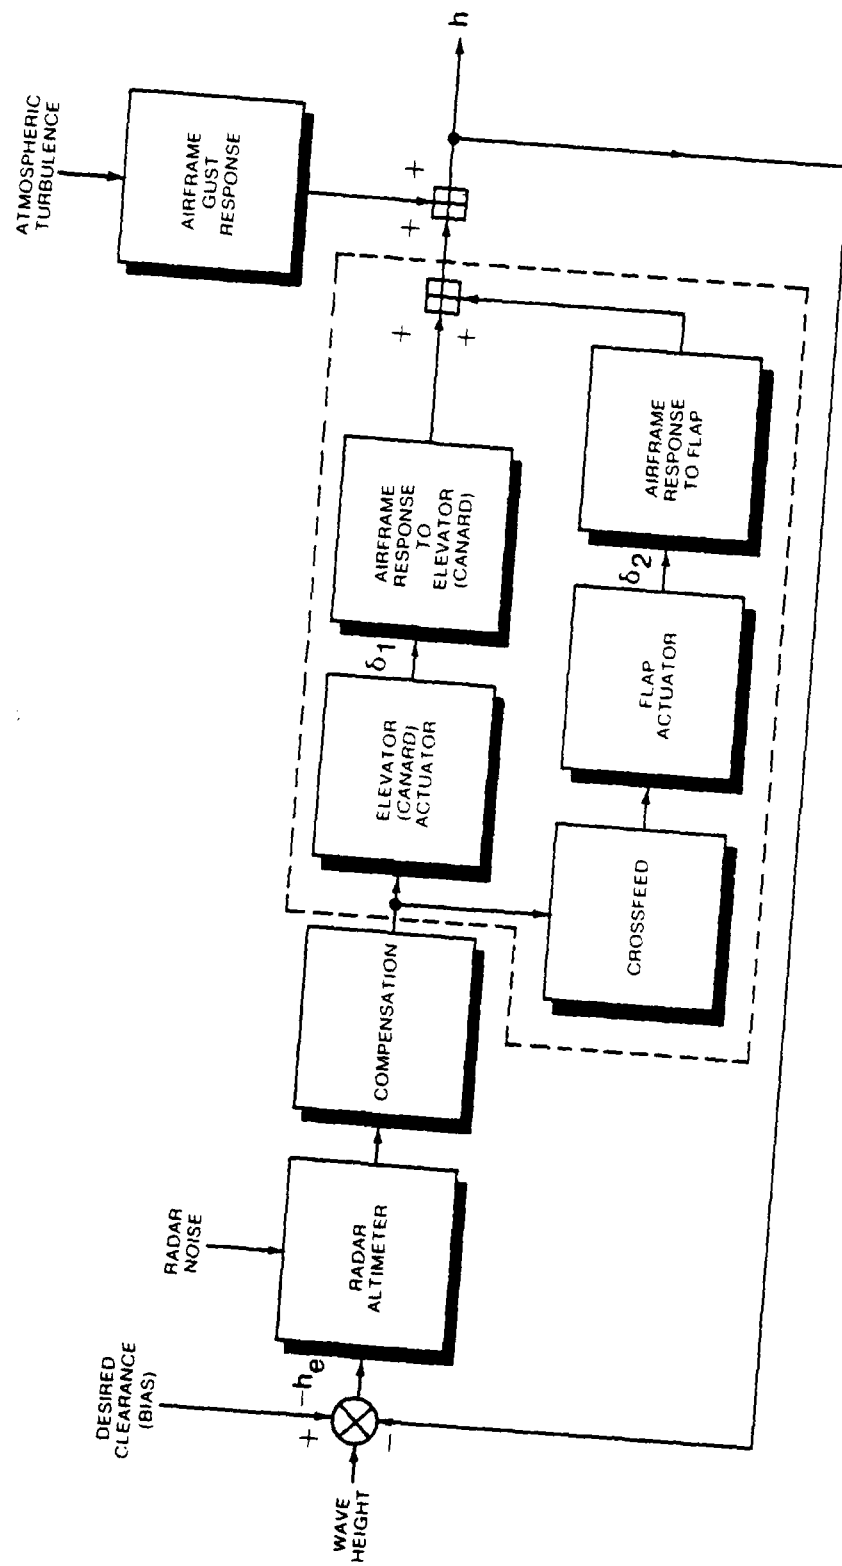 WAVE
HEIGHT
DESIRED
CLEARANCE
(BIAS)
+
−
−he
RADAR
NOISE
RADAR
ALTIMETER
COMPENSATION
ELEVATOR
(CANARD)
ACTUATOR
δ1
AIRFRAME
RESPONSE
TO
ELEVATOR
(CANARD)
+
+
CROSSFEED
FLAP
ACTUATOR
δ2
AIRFRAME
RESPONSE
TO FLAP
ATMOSPHERIC
TURBULENCE
AIRFRAME
GUST
RESPONSE
+
+
h